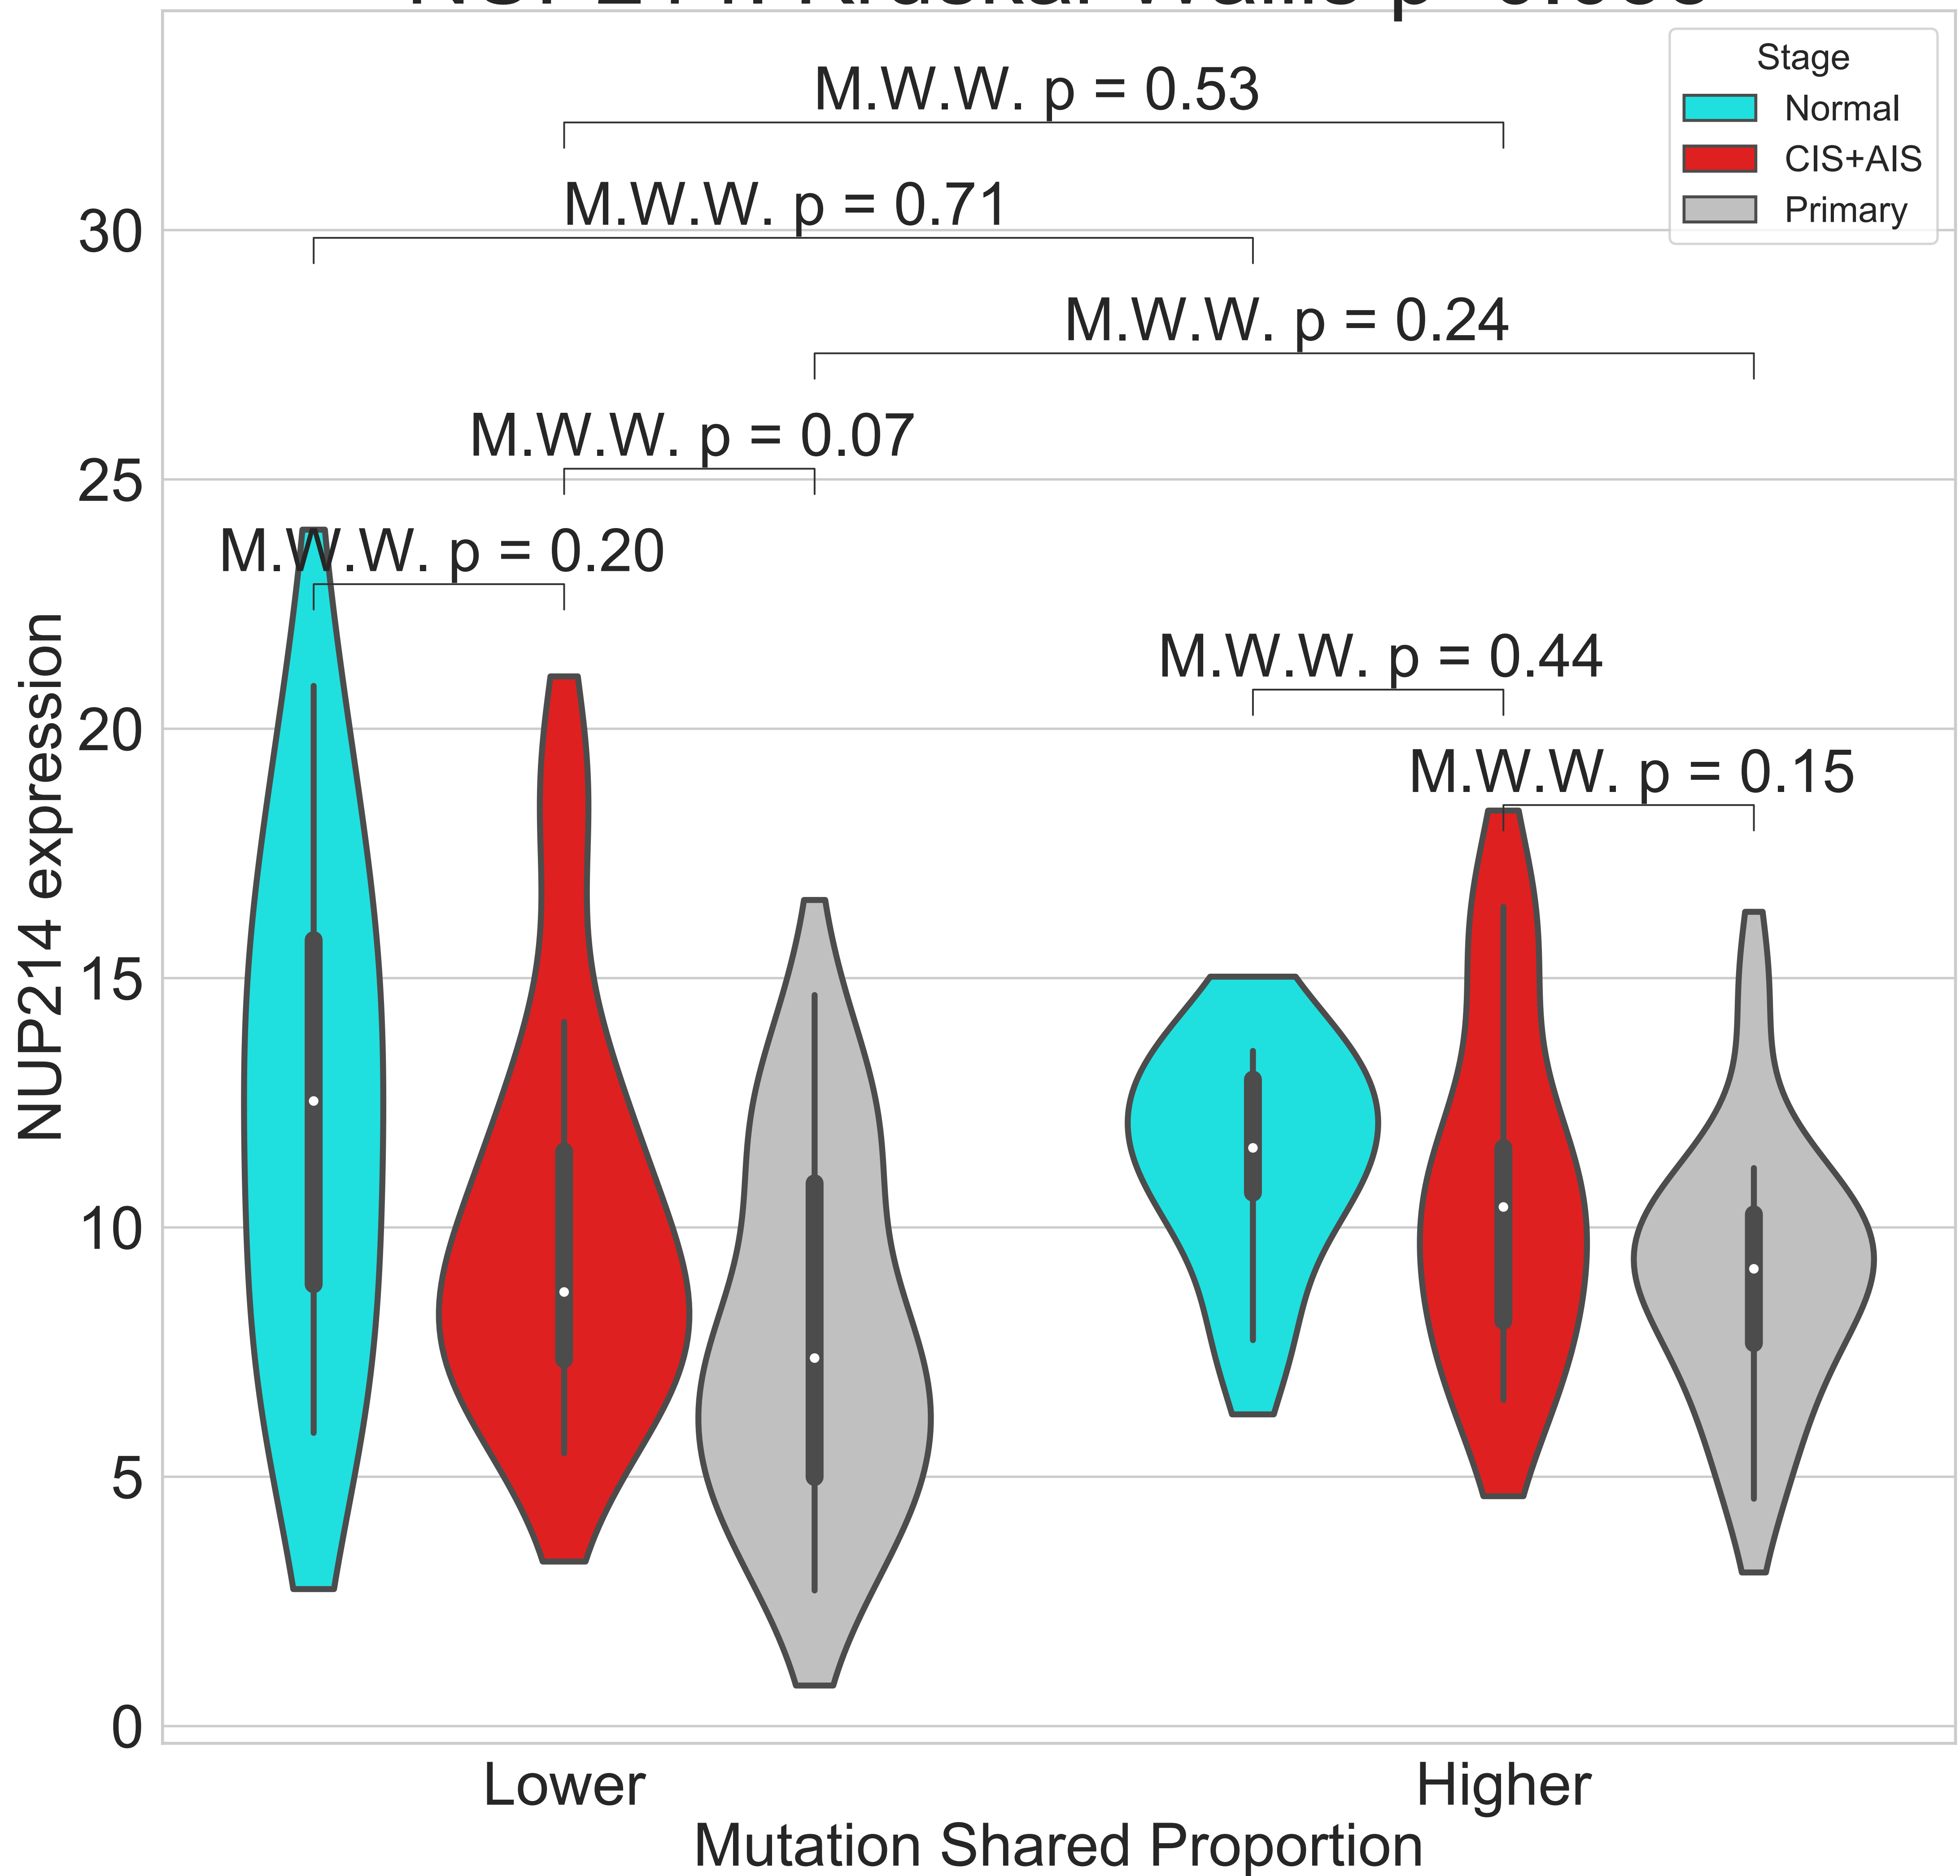 Stage
Normal
CIS+AIS
Primary
M.W.W. p = 0.53
M.W.W. p = 0.71
M.W.W. p = 0.24
M.W.W. p = 0.07
M.W.W. p = 0.20
M.W.W. p = 0.44
M.W.W. p = 0.15
30
25
20
15
10
5
0
NUP214 expression
Lower
Higher
Mutation Shared Proportion